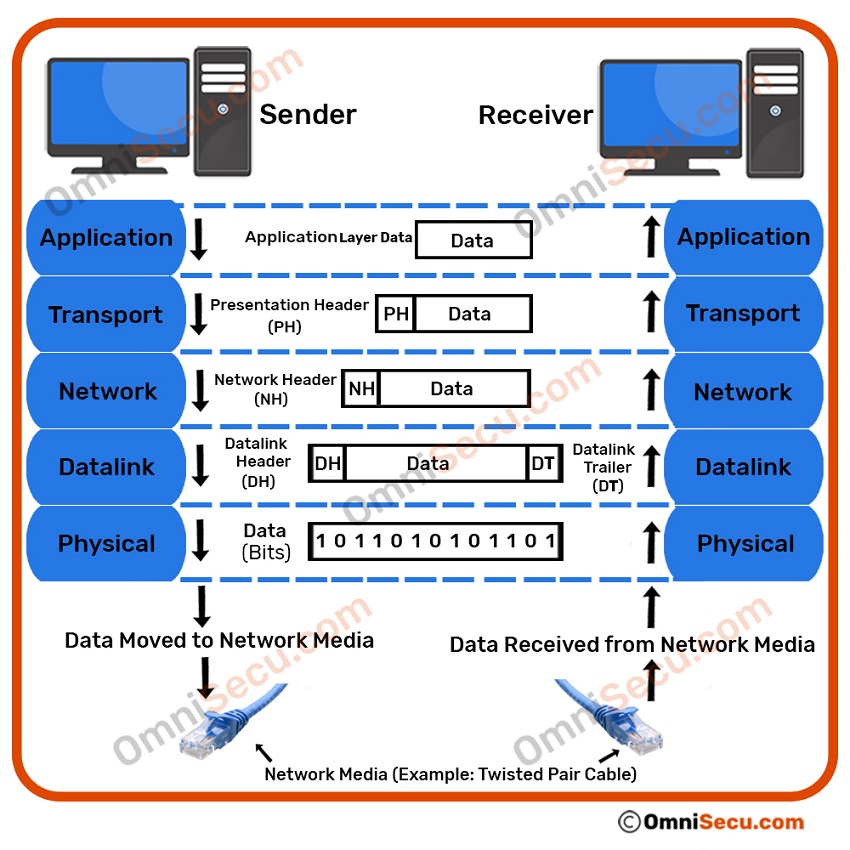 Sender
Receiver
Application
Application Layer Data
Data
Application
Transport
Presentation Header
(PH)
PH
Data
Transport
Network
Network Header
(NH)
NH
Data
Network
Datalink
Datalink
Header
(DH)
DH
Data
DT
Datalink
Trailer
(DT)
Datalink
Physical
Data
(Bits)
1 0 1 1 0 1 0 1 0 1 1 0 1
Physical
Data Moved to Network Media
Data Received from Network Media
Network Media (Example: Twisted Pair Cable)
©OmniSecu.com
OmniSecu.com
OmniSecu.com
OmniSecu.com
OmniSecu.com
OmniSecu.com